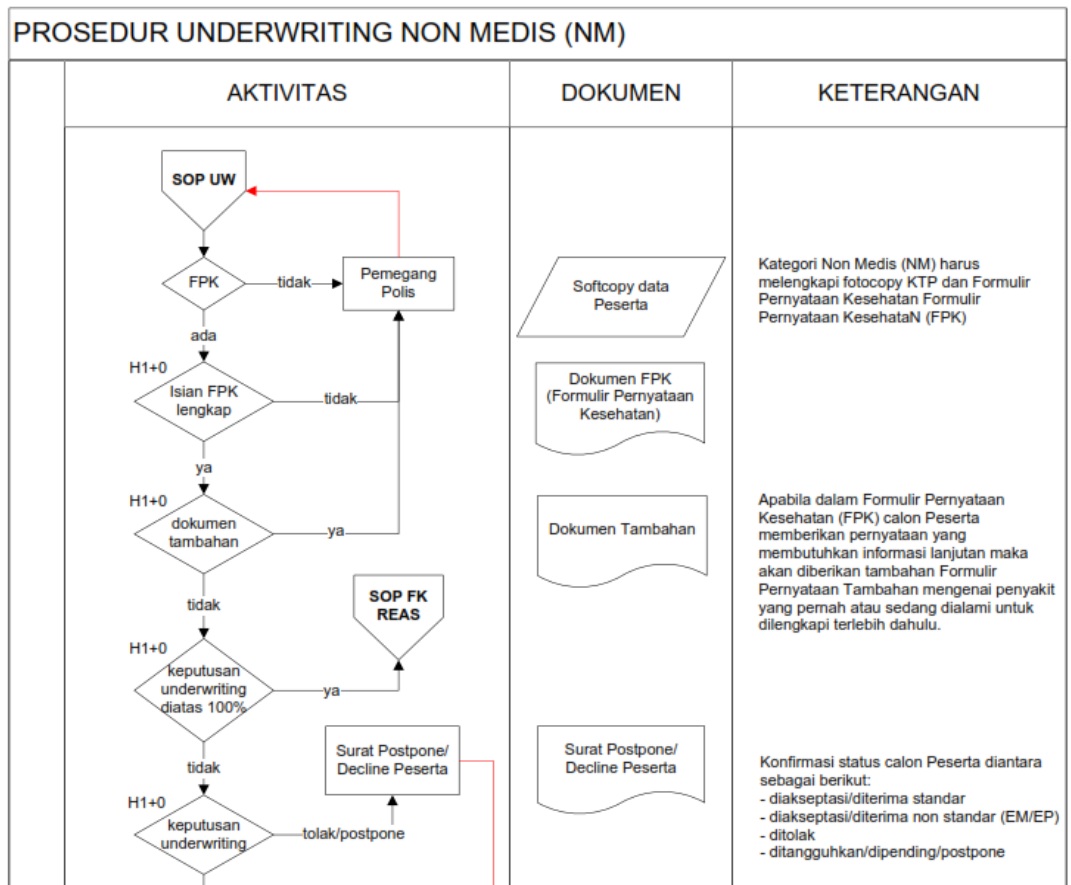 PROSEDUR UNDERWRITING NON MEDIS (NM)
AKTIVITAS
DOKUMEN
KETERANGAN
SOP UW
FPK
tidak
Pemegang
Polis
Softcopy data
Peserta
Kategori Non Medis (NM) harus
melengkapi fotocopy KTP dan Formulir
Pernyataan Kesehatan Formulir
Pernyataan KesehataN (FPK)
ada
H1+0
Isian FPK
lengkap
tidak
Dokumen FPK
(Formulir Pernyataan
Kesehatan)
ya
H1+0
dokumen
tambahan
ya
Dokumen Tambahan
Apabila dalam Formulir Pernyataan
Kesehatan (FPK) calon Peserta
memberikan pernyataan yang
membutuhkan informasi lanjutan maka
akan diberikan tambahan Formulir
Pernyataan Tambahan mengenai penyakit
yang pernah atau sedang dialami untuk
dilengkapi terlebih dahulu.
tidak
SOP FK
REAS
H1+0
keputusan
underwriting
diatas 100%
ya
tidak
Surat Postpone/
Decline Peserta
Surat Postpone/
Decline Peserta
Konfirmasi status calon Peserta diantara
sebagai berikut:
- diakseptasi/diterima standar
- diakseptasi/diterima non standar (EM/EP)
- ditolak
- ditangguhkan/dipending/postpone
H1+0
keputusan
underwriting
tolak/postpone